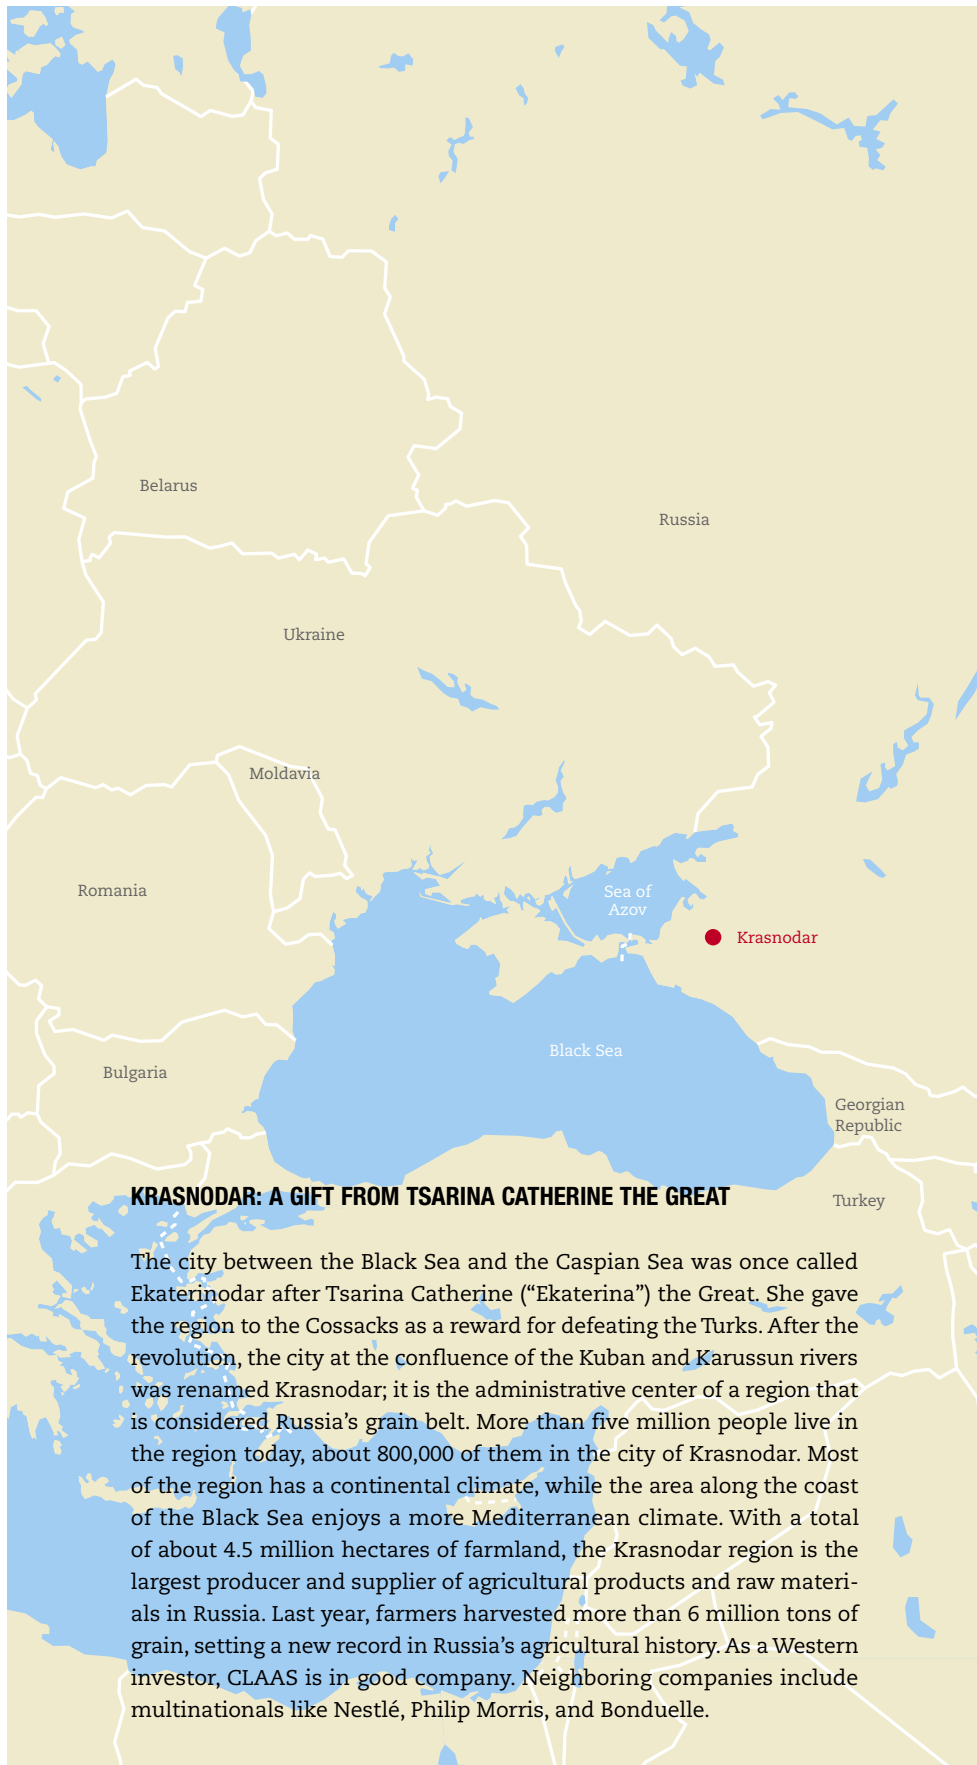 Belarus
Russia
Ukraine
Moldavia
Romania
Sea of
Azov
Krasnodar
Black Sea
Bulgaria
Georgian
Republic
KRASNODAR: A GIFT FROM TSARINA CATHERINE THE GREAT
Turkey
The city between the Black Sea and the Caspian Sea was once called
Ekaterinodar after Tsarina Catherine (“Ekaterina”) the Great. She gave
the region to the Cossacks as a reward for defeating the Turks. After the
revolution, the city at the confluence of the Kuban and Karussun rivers
was renamed Krasnodar; it is the administrative center of a region that
is considered Russia’s grain belt. More than five million people live in
the region today, about 800,000 of them in the city of Krasnodar. Most
of the region has a continental climate, while the area along the coast
of the Black Sea enjoys a more Mediterranean climate. With a total
of about 4.5 million hectares of farmland, the Krasnodar region is the
largest producer and supplier of agricultural products and raw materi-
als in Russia. Last year, farmers harvested more than 6 million tons of
grain, setting a new record in Russia’s agricultural history. As a Western
investor, CLAAS is in good company. Neighboring companies include
multinationals like Nestlé, Philip Morris, and Bonduelle.